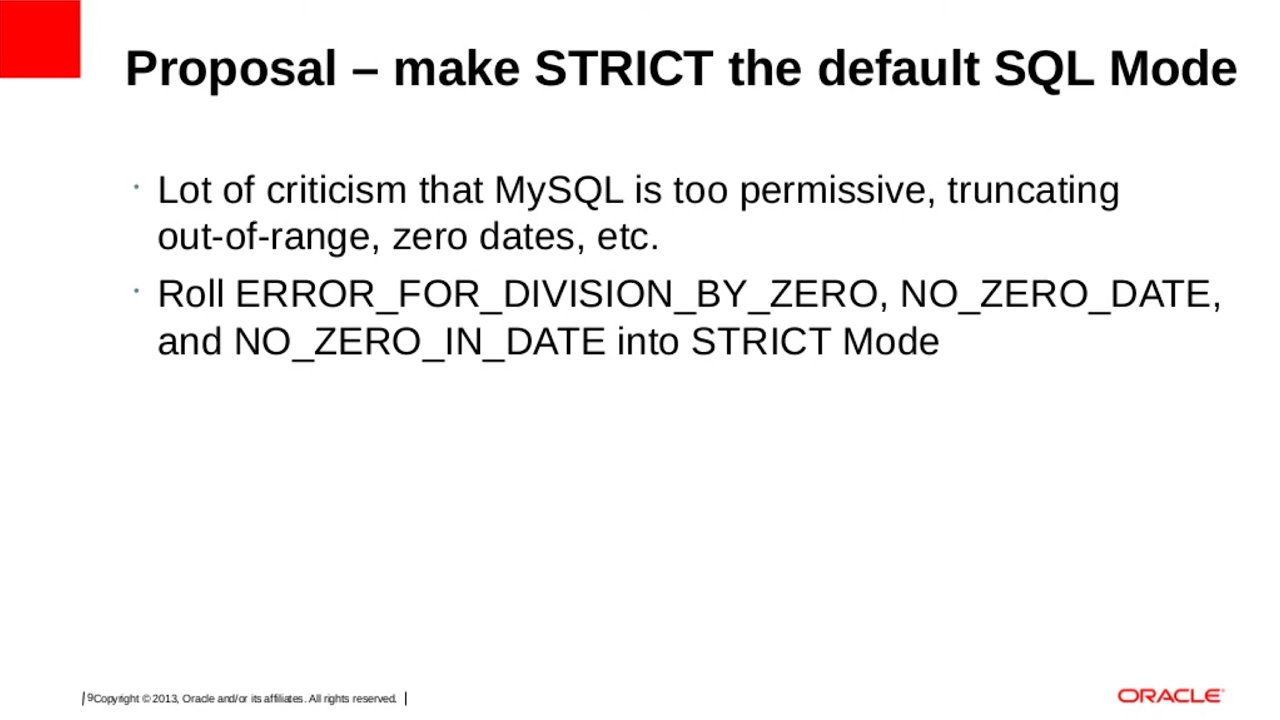 Proposal – make STRICT the default SQL Mode
· Lot of criticism that MySQL is too permissive, truncating
out-of-range, zero dates, etc.
· Roll ERROR_FOR_DIVISION_BY_ZERO, NO_ZERO_DATE,
and NO_ZERO_IN_DATE into STRICT Mode
9Copyright © 2013, Oracle and/or its affiliates. All rights reserved.
ORACLE